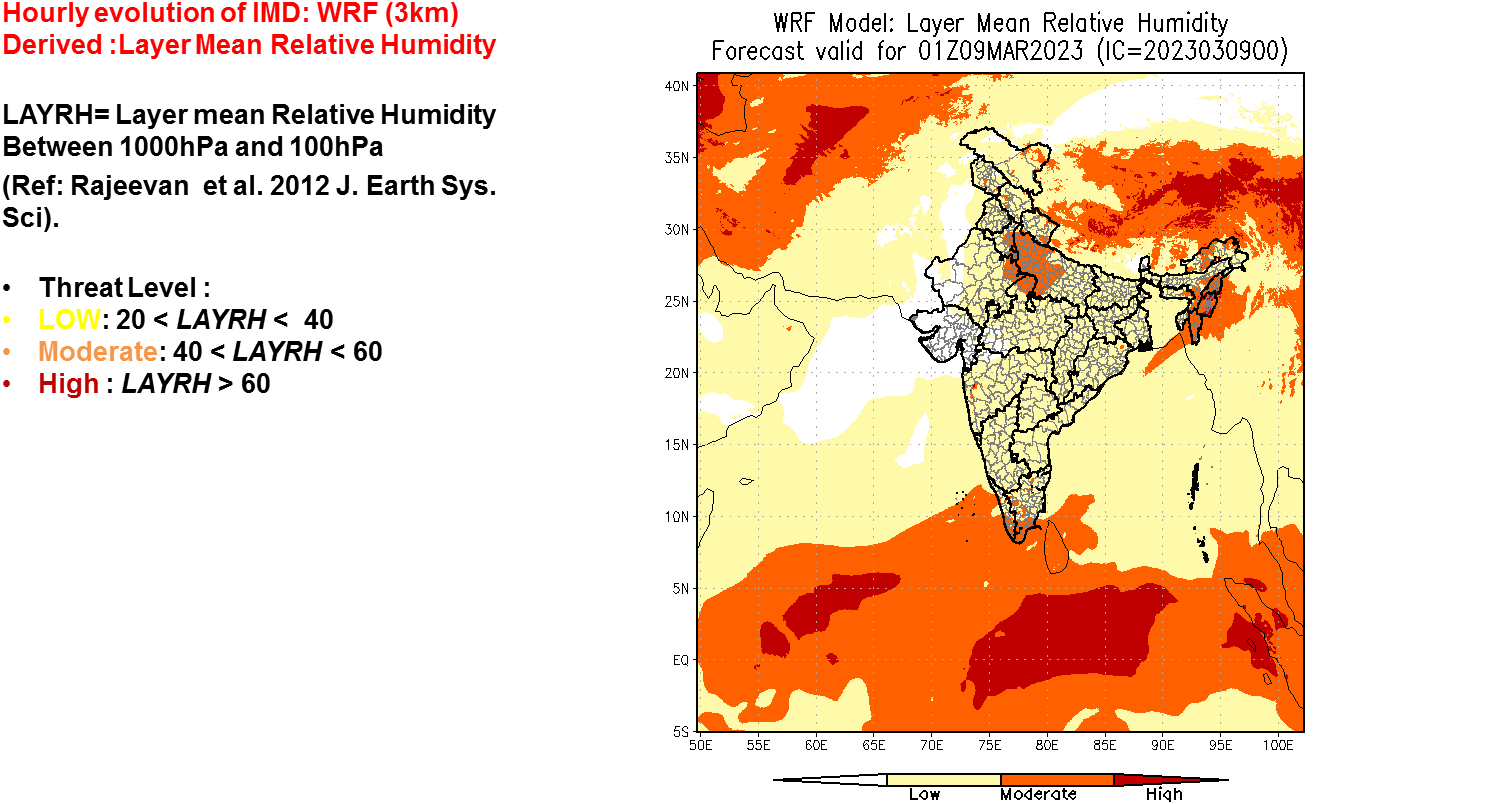 Hourly evolution of IMD: WRF (3km)
Derived :Layer Mean Relative Humidity
LAYRH= Layer mean Relative Humidity
Between 1000hPa and 100hPa
(Ref: Rajeevan et al. 2012 J. Earth Sys.
Sci).
• Threat Level :
• LOW: 20 < LAYRH < 40
• Moderate: 40 < LAYRH < 60
• High : LAYRH > 60
WRF Model: Layer Mean Relative Humidity
Forecast valid for 01Z09MAR2023 (IC=2023030900)
40N
35N
30N
25N
20N
15N
10N
5N
EQ
5S
50E 55E 60E 65E 70E 75E 80E 85E 90E 95E 100E
Low Moderate High